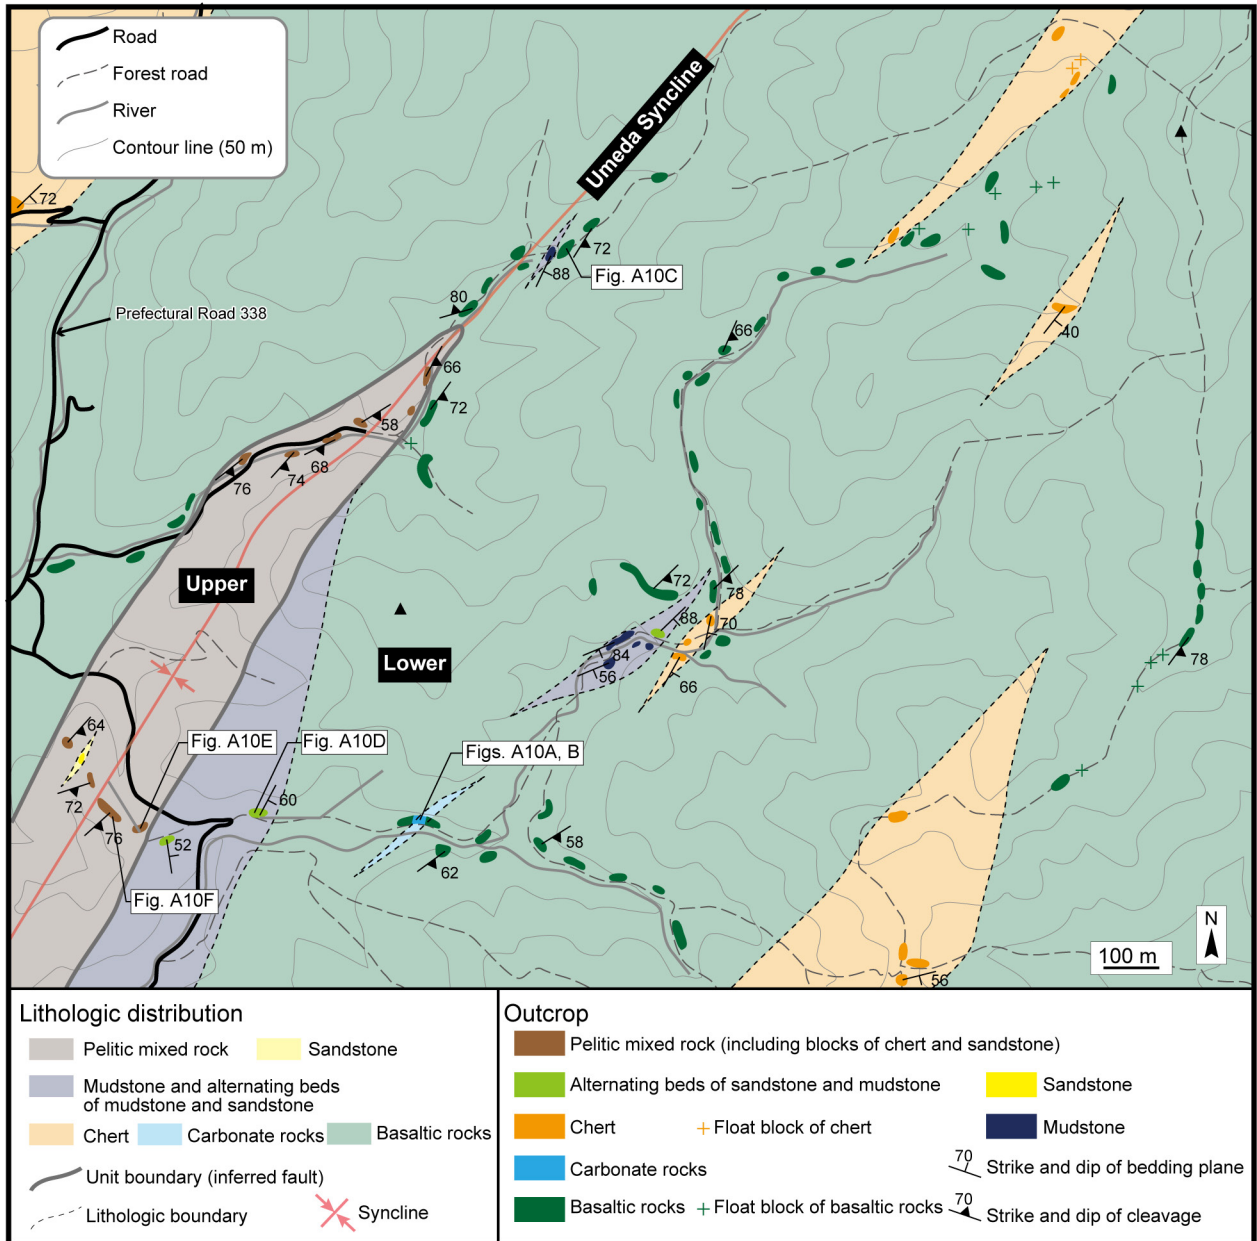 Road
Forest road
River
Contour line (50 m)
Umeda Syncline
72
72
88
Fig. A10C
80
Prefectural Road 338
40
66
66
72
58
68
74
76
Upper
72
78
88
70
84
56
66
Lower
78
64
Fig. A10E
Fig. A10D
Figs. A10A, B
60
72
76
52
58
62
Fig. A10F
N
100 m
56
Lithologic distribution
Pelitic mixed rock
Sandstone
Mudstone and alternating beds
of mudstone and sandstone
Chert
Carbonate rocks
Basaltic rocks
Unit boundary (inferred fault)
Lithologic boundary
Syncline
Outcrop
Pelitic mixed rock (including blocks of chert and sandstone)
Alternating beds of sandstone and mudstone
Sandstone
Chert
Float block of chert
Mudstone
Carbonate rocks
70
Strike and dip of bedding plane
Basaltic rocks
Float block of basaltic rocks
70
Strike and dip of cleavage